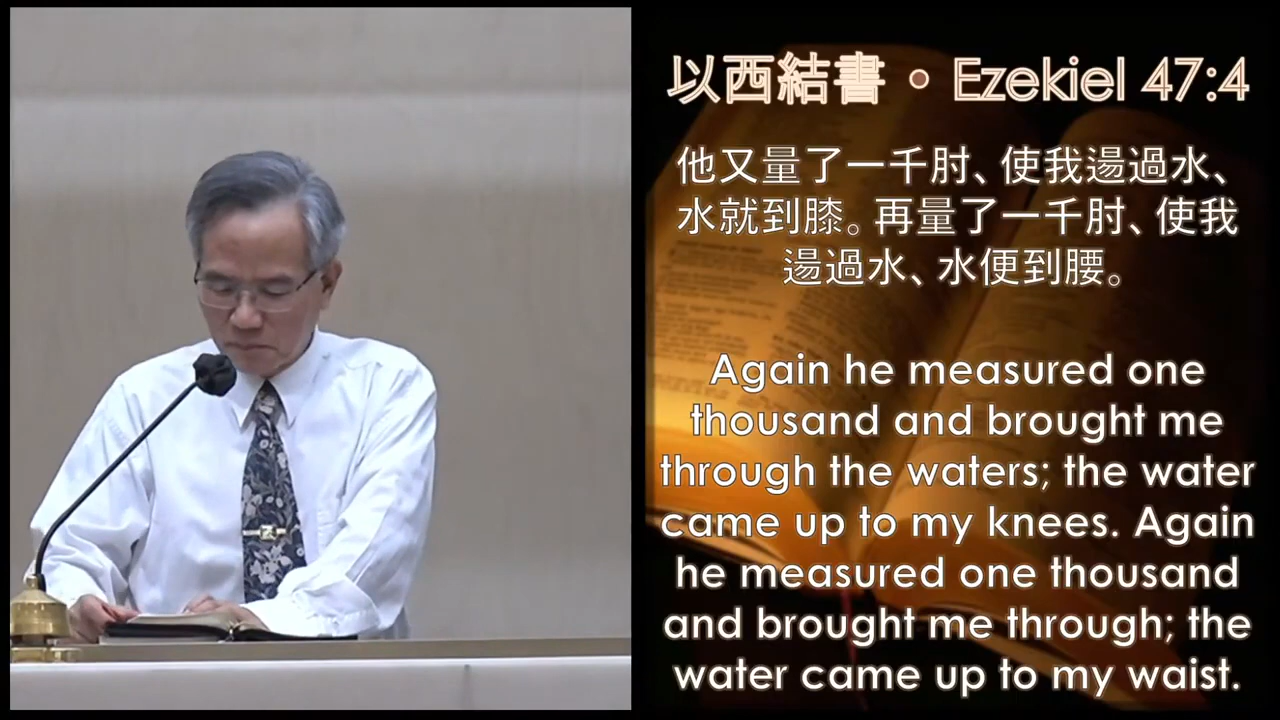 以西結書 • Ezekiel 47:4
他又量了一千肘、使我盪過水、
水就到膝。再量了一千肘、使我
盪過水、水便到腰。
Again he measured one
thousand and brought me
through the waters; the water
came up to my knees. Again
he measured one thousand
and brought me through; the
water came up to my waist.